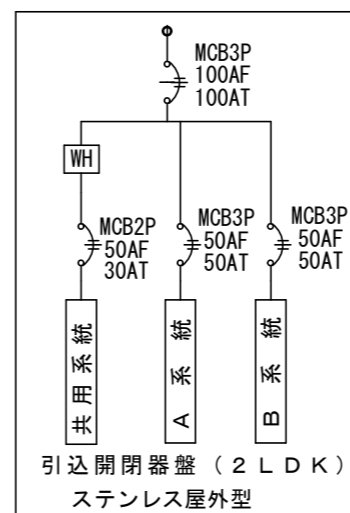 MCB3P
100AF
100AT
WH
MCB2P
50AF
30AT
MCB3P
50AF
50AT
MCB3P
50AF
50AT
共用系統
A系統
B系統
引込開閉器盤(2LDK)
ステンレス屋外型